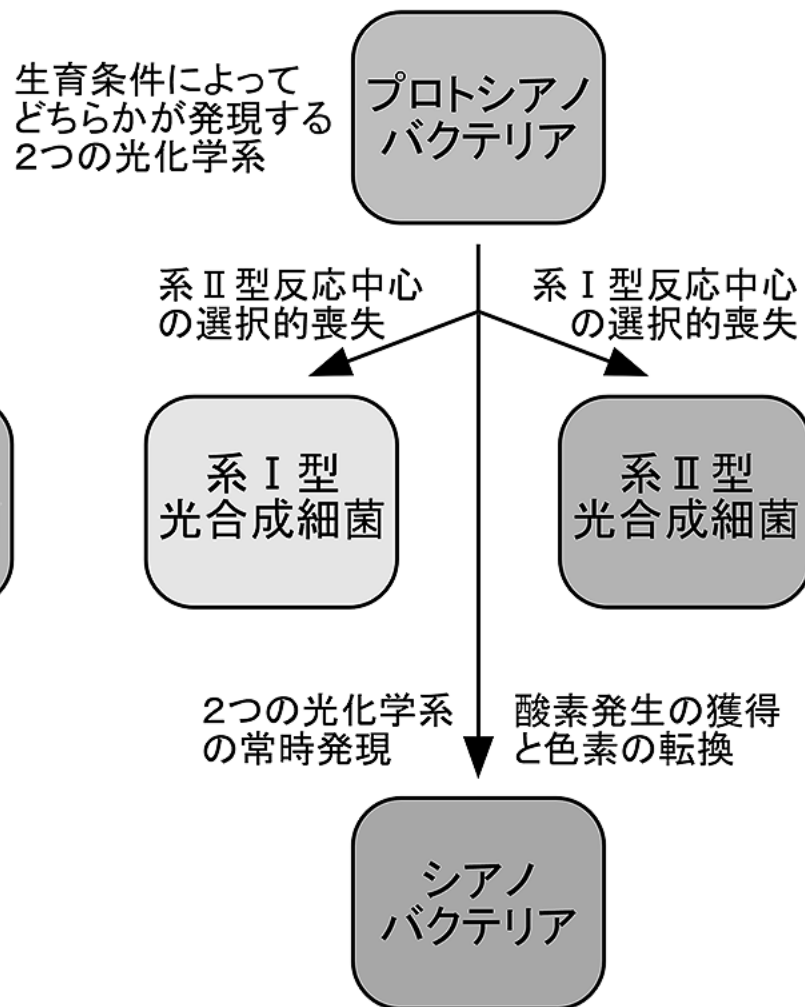 プロトシアノ
バクテリア
生育条件によって
どちらかが発現する
2つの光化学系
系Ⅱ型反応中心
の選択的喪失
系Ⅰ型反応中心
の選択的喪失
系Ⅰ型
光合成細菌
系Ⅱ型
光合成細菌
2つの光化学系
の常時発現
酸素発生の獲得
と色素の転換
シアノ
バクテリア